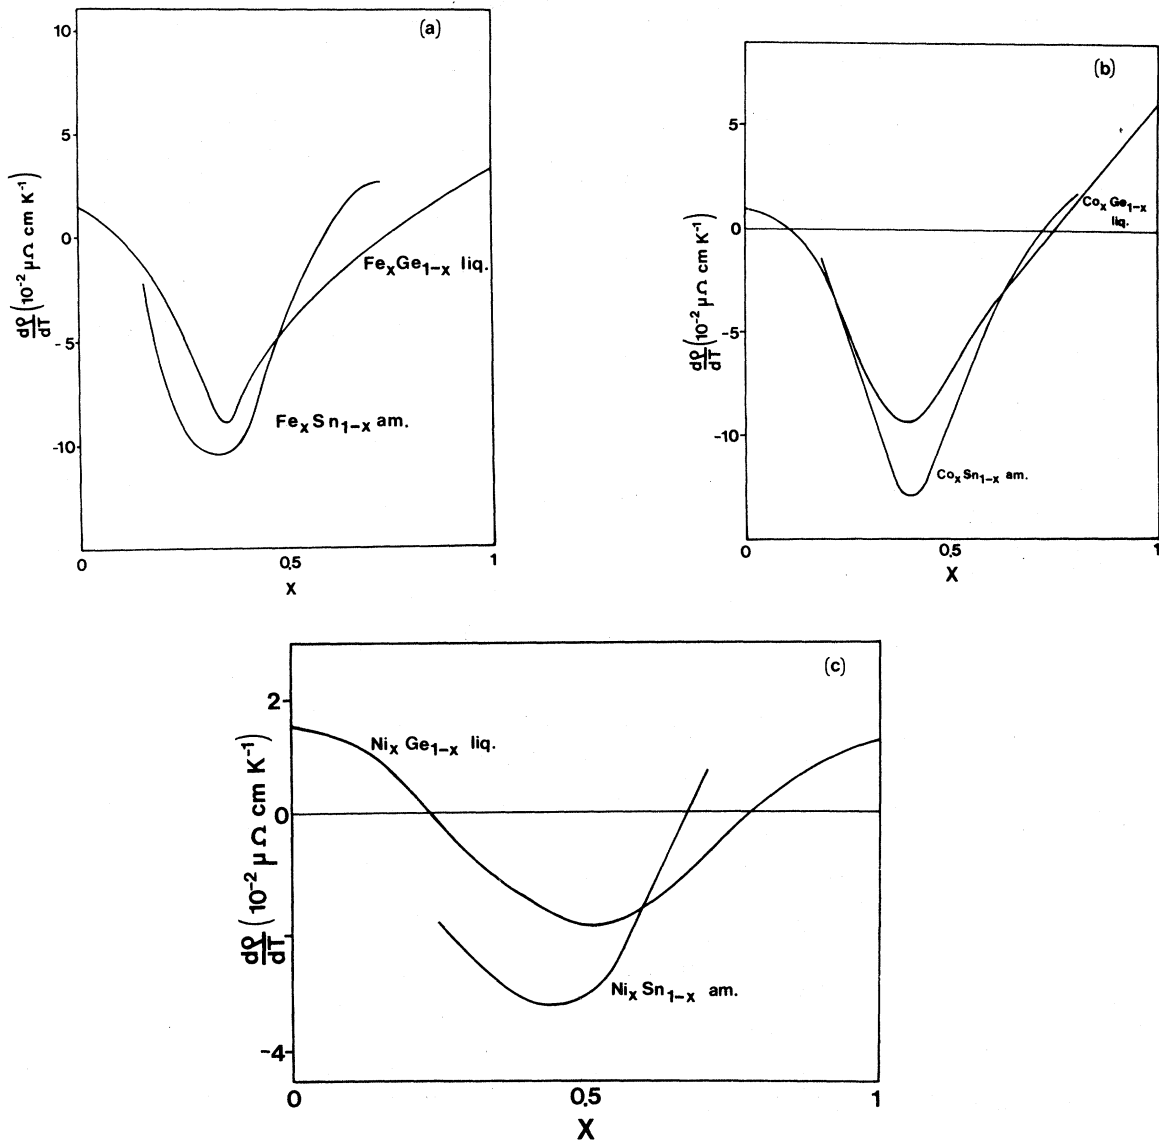 (a)
10
5
0
-5
-10
dρ/dT (10⁻² μΩ cm K⁻¹)
FeₓGe₁₋ₓ liq.
FeₓSn₁₋ₓ am.
0
0.5
1
X
(b)
5
0
-5
-10
dρ/dT (10⁻² μΩ cm K⁻¹)
CoₓGe₁₋ₓ
liq.
CoₓSn₁₋ₓ am.
0
0.5
1
X
(c)
2
0
-4
dρ/dT (10⁻² μΩ cm K⁻¹)
NiₓGe₁₋ₓ liq.
NiₓSn₁₋ₓ am.
0
0.5
1
X